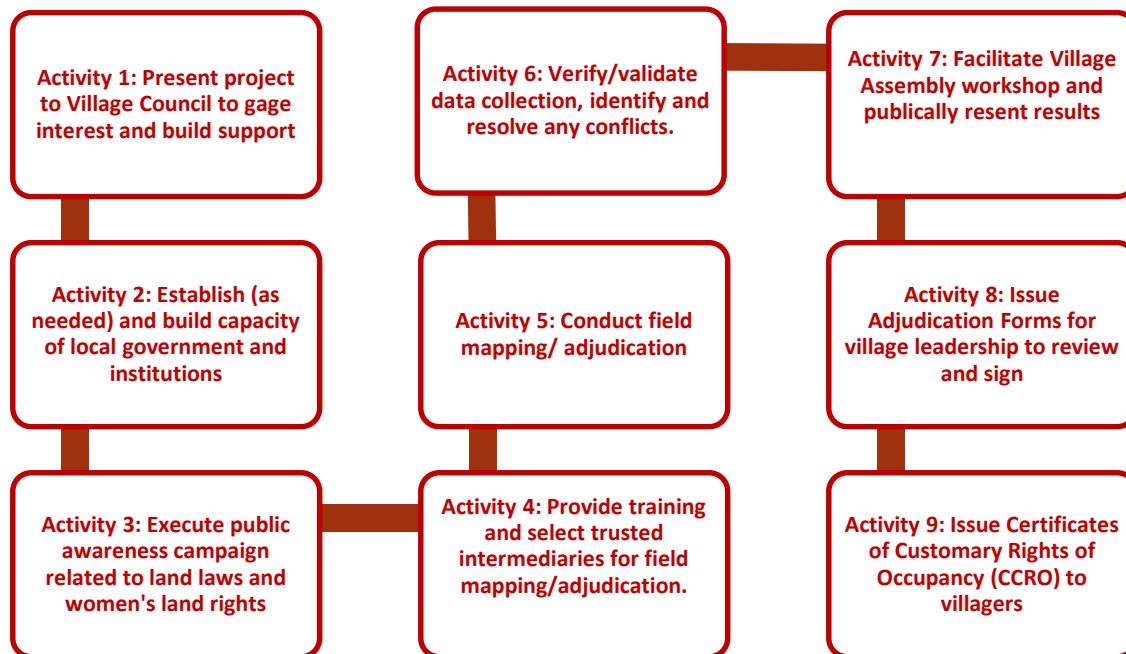 Activity 1: Present project
to Village Council to gage
interest and build support
Activity 2: Establish (as
needed) and build capacity
of local government and
institutions
Activity 3: Execute public
awareness campaign
related to land laws and
women's land rights
Activity 4: Provide training
and select trusted
intermediaries for field
mapping/adjudication.
Activity 5: Conduct field
mapping/ adjudication
Activity 6: Verify/validate
data collection, identify and
resolve any conflicts.
Activity 7: Facilitate Village
Assembly workshop and
publically resent results
Activity 8: Issue
Adjudication Forms for
village leadership to review
and sign
Activity 9: Issue Certificates
of Customary Rights of
Occupancy (CCRO) to
villagers